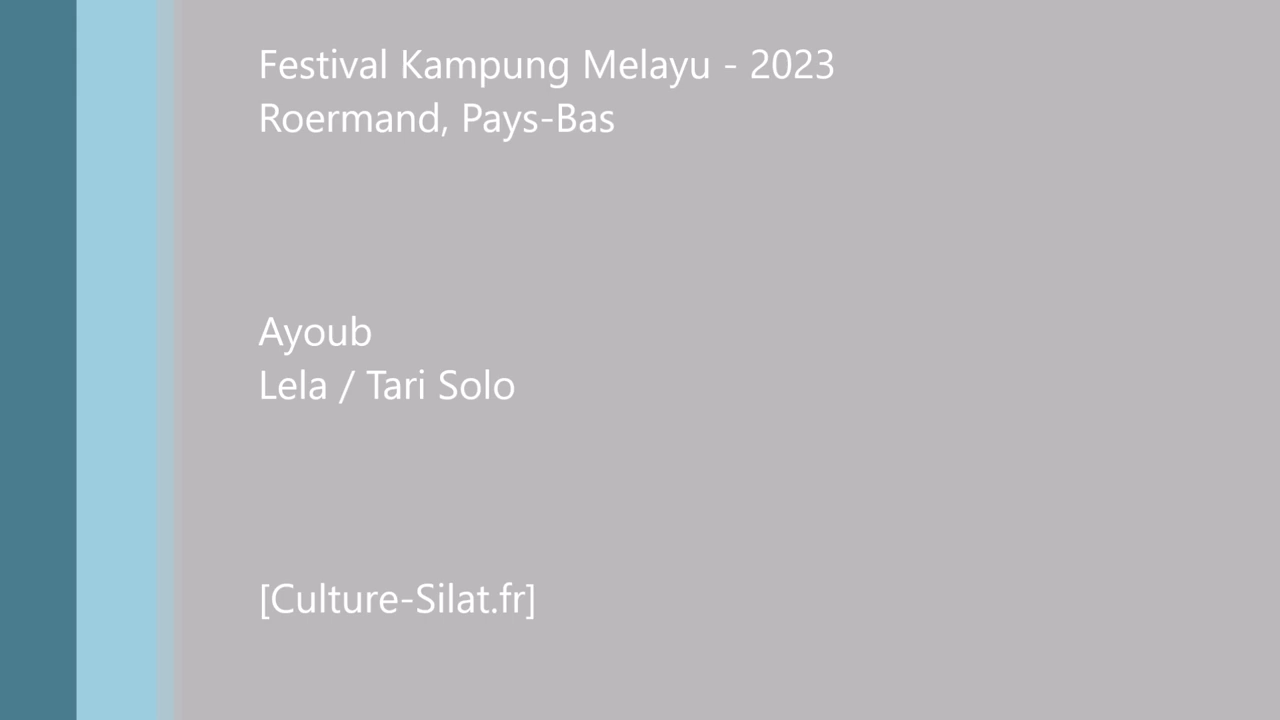 Festival Kampung Melayu - 2023
Roermand, Pays-Bas
Ayoub
Lela / Tari Solo
[Culture-Silat.fr]